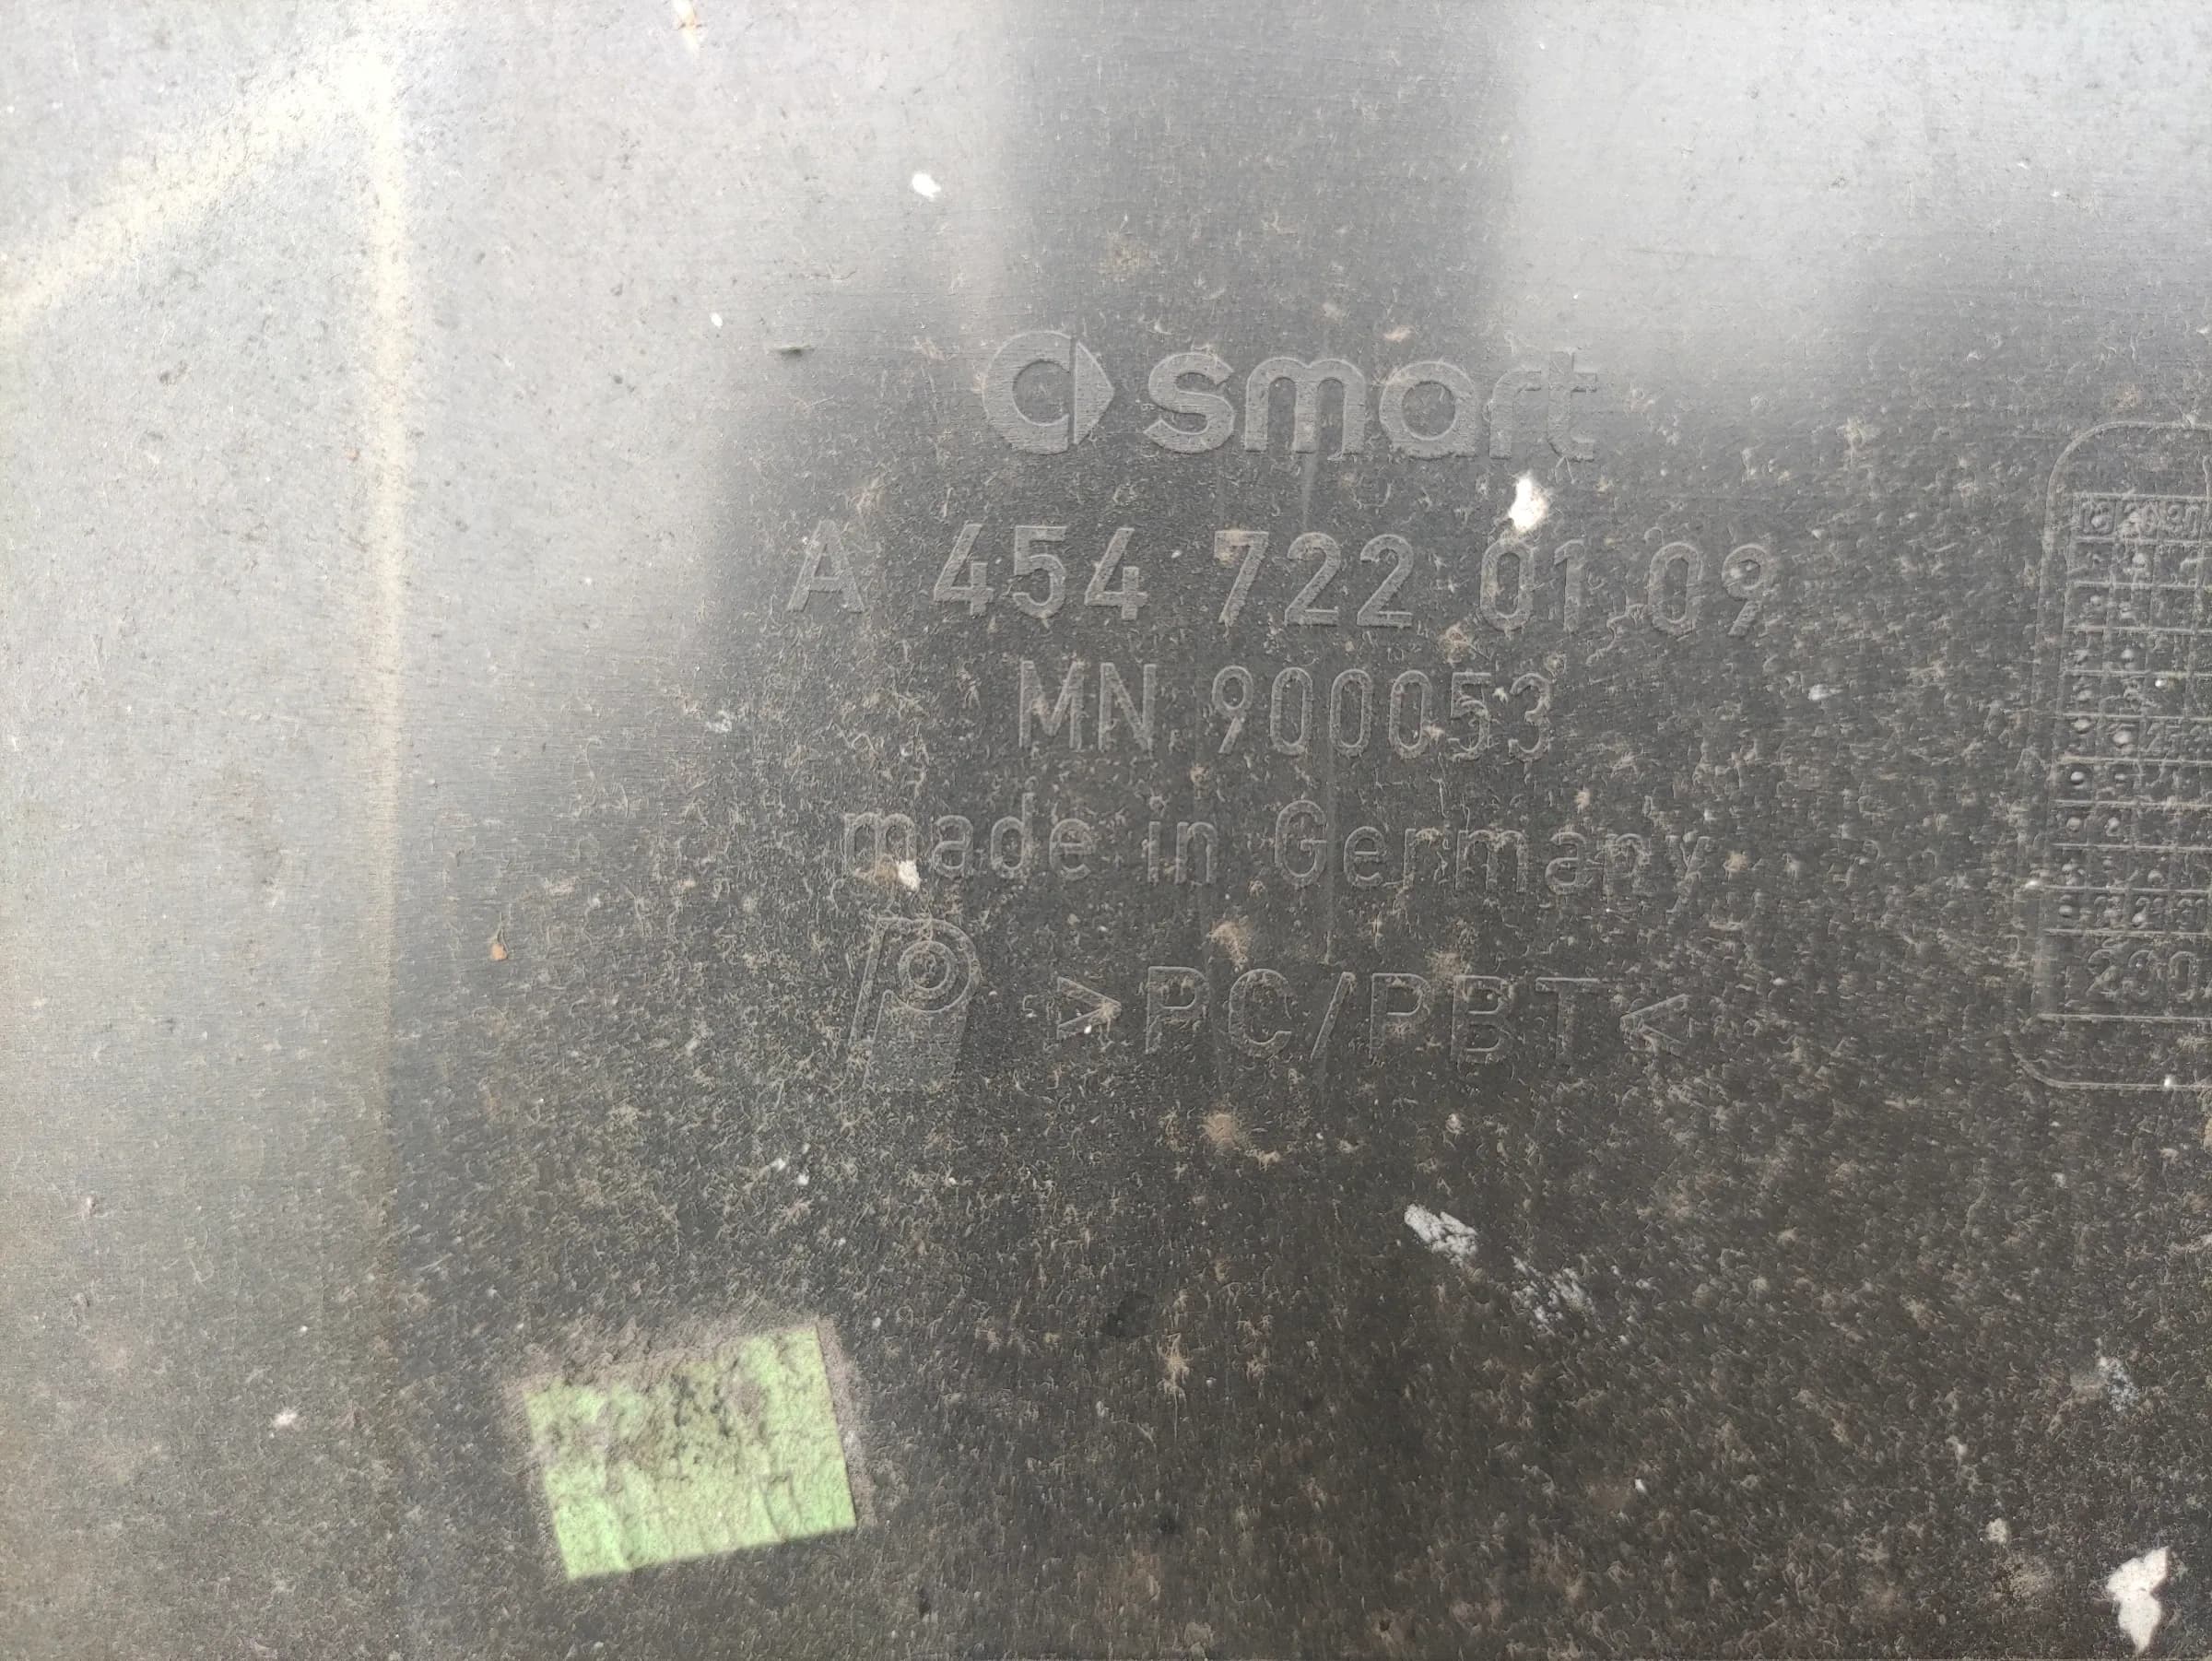 smart
A 454 722 01 09
MN 900053
made in Germany
>PC/PBT<